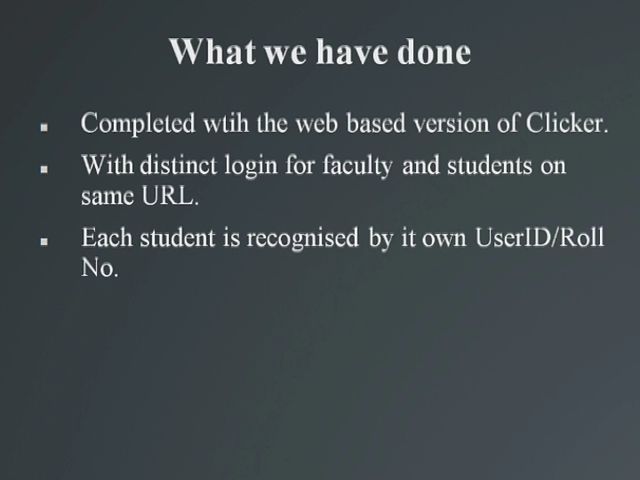 What we have done
Completed wtih the web based version of Clicker.
With distinct login for faculty and students on
same URL.
Each student is recognised by it own UserID/Roll
No.